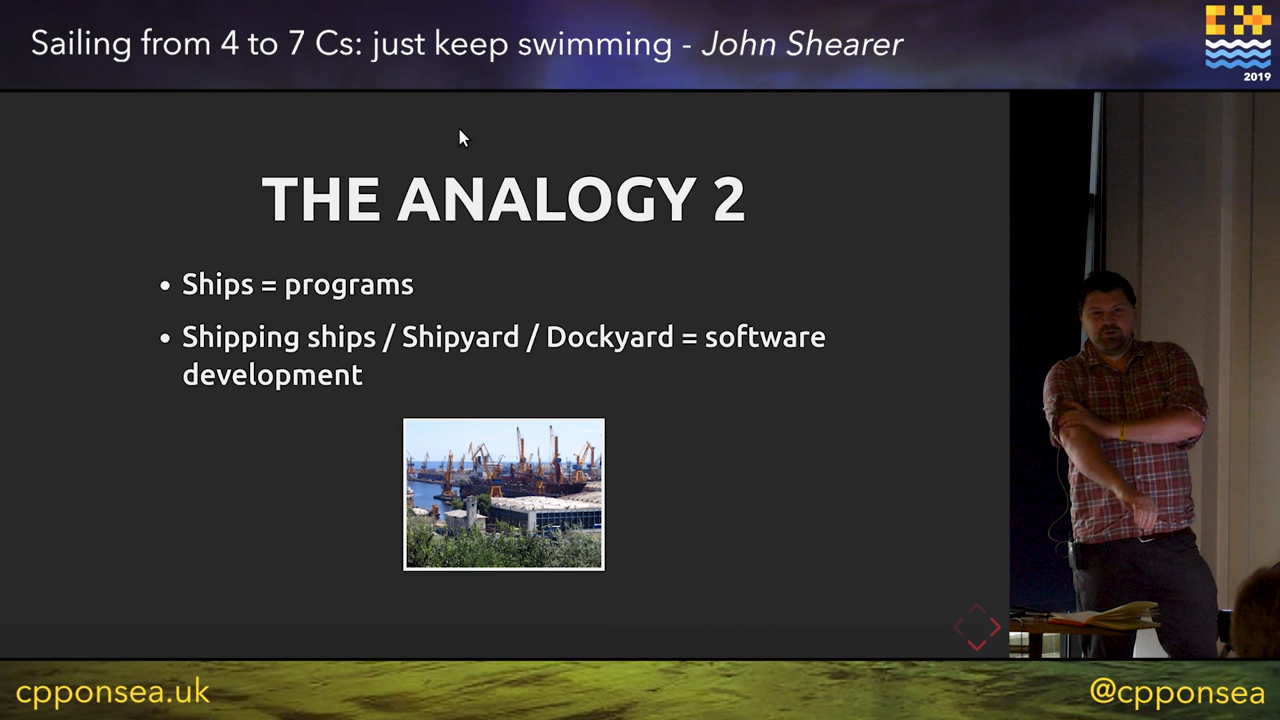 Sailing from 4 to 7 Cs: just keep swimming - John Shearer
2019
THE ANALOGY 2
• Ships = programs
• Shipping ships / Shipyard / Dockyard = software
development
cpponsea.uk
@cpponsea